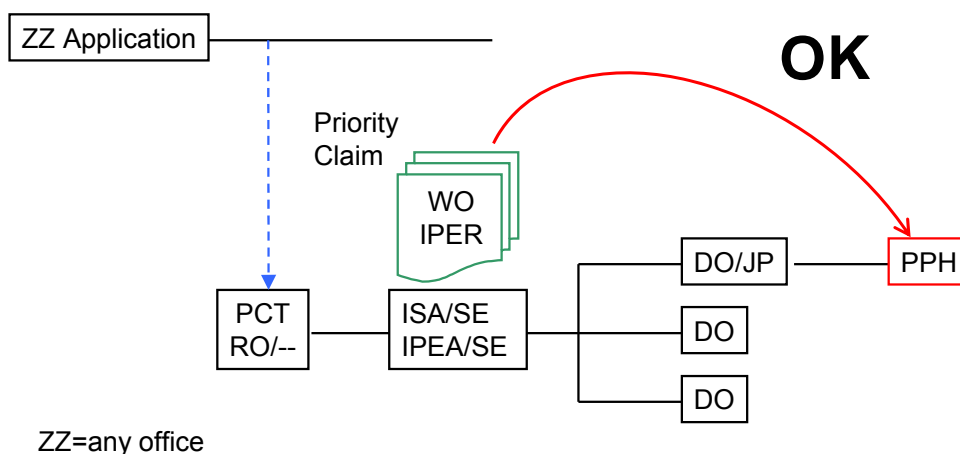 ZZ Application
OK
Priority
Claim
WO
IPER
DO/JP
PPH
PCT
RO/--
ISA/SE
IPEA/SE
DO
DO
ZZ=any office